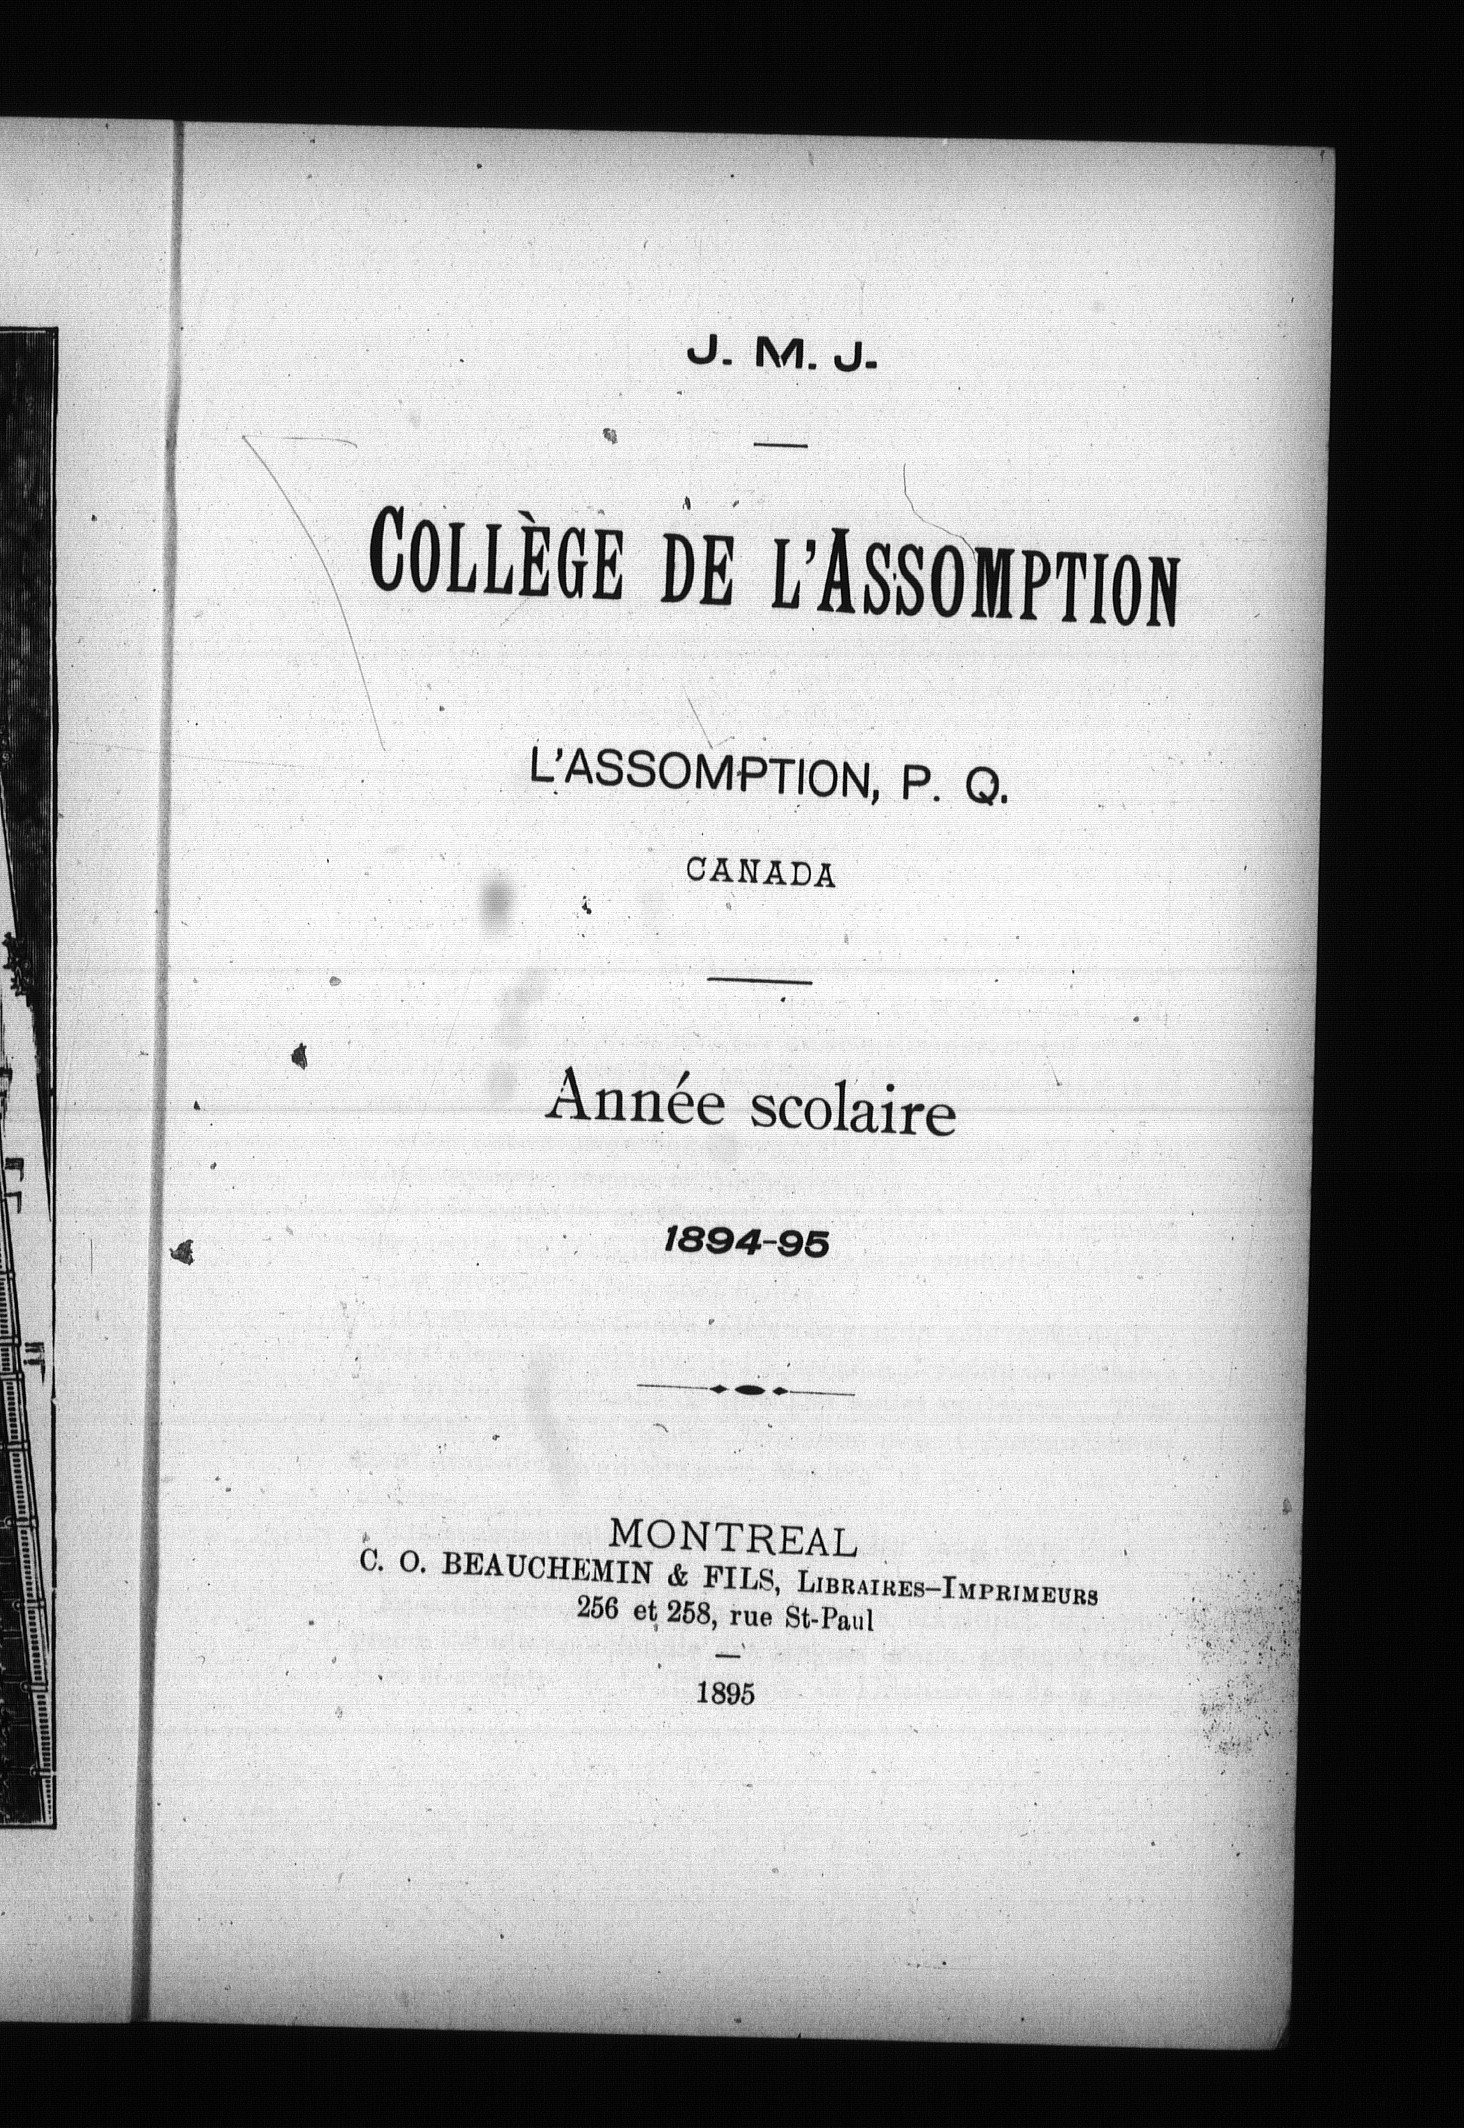 J. M. J.
COLLÈGE DE L'ASSOMPTION
L'ASSOMPTION, P. Q.
CANADA
Année scolaire
1894-95
MONTREAL
C. O. BEAUCHEMIN & FILS, LIBRAIRES-IMPRIMEURS
256 et 258, rue St-Paul
1895